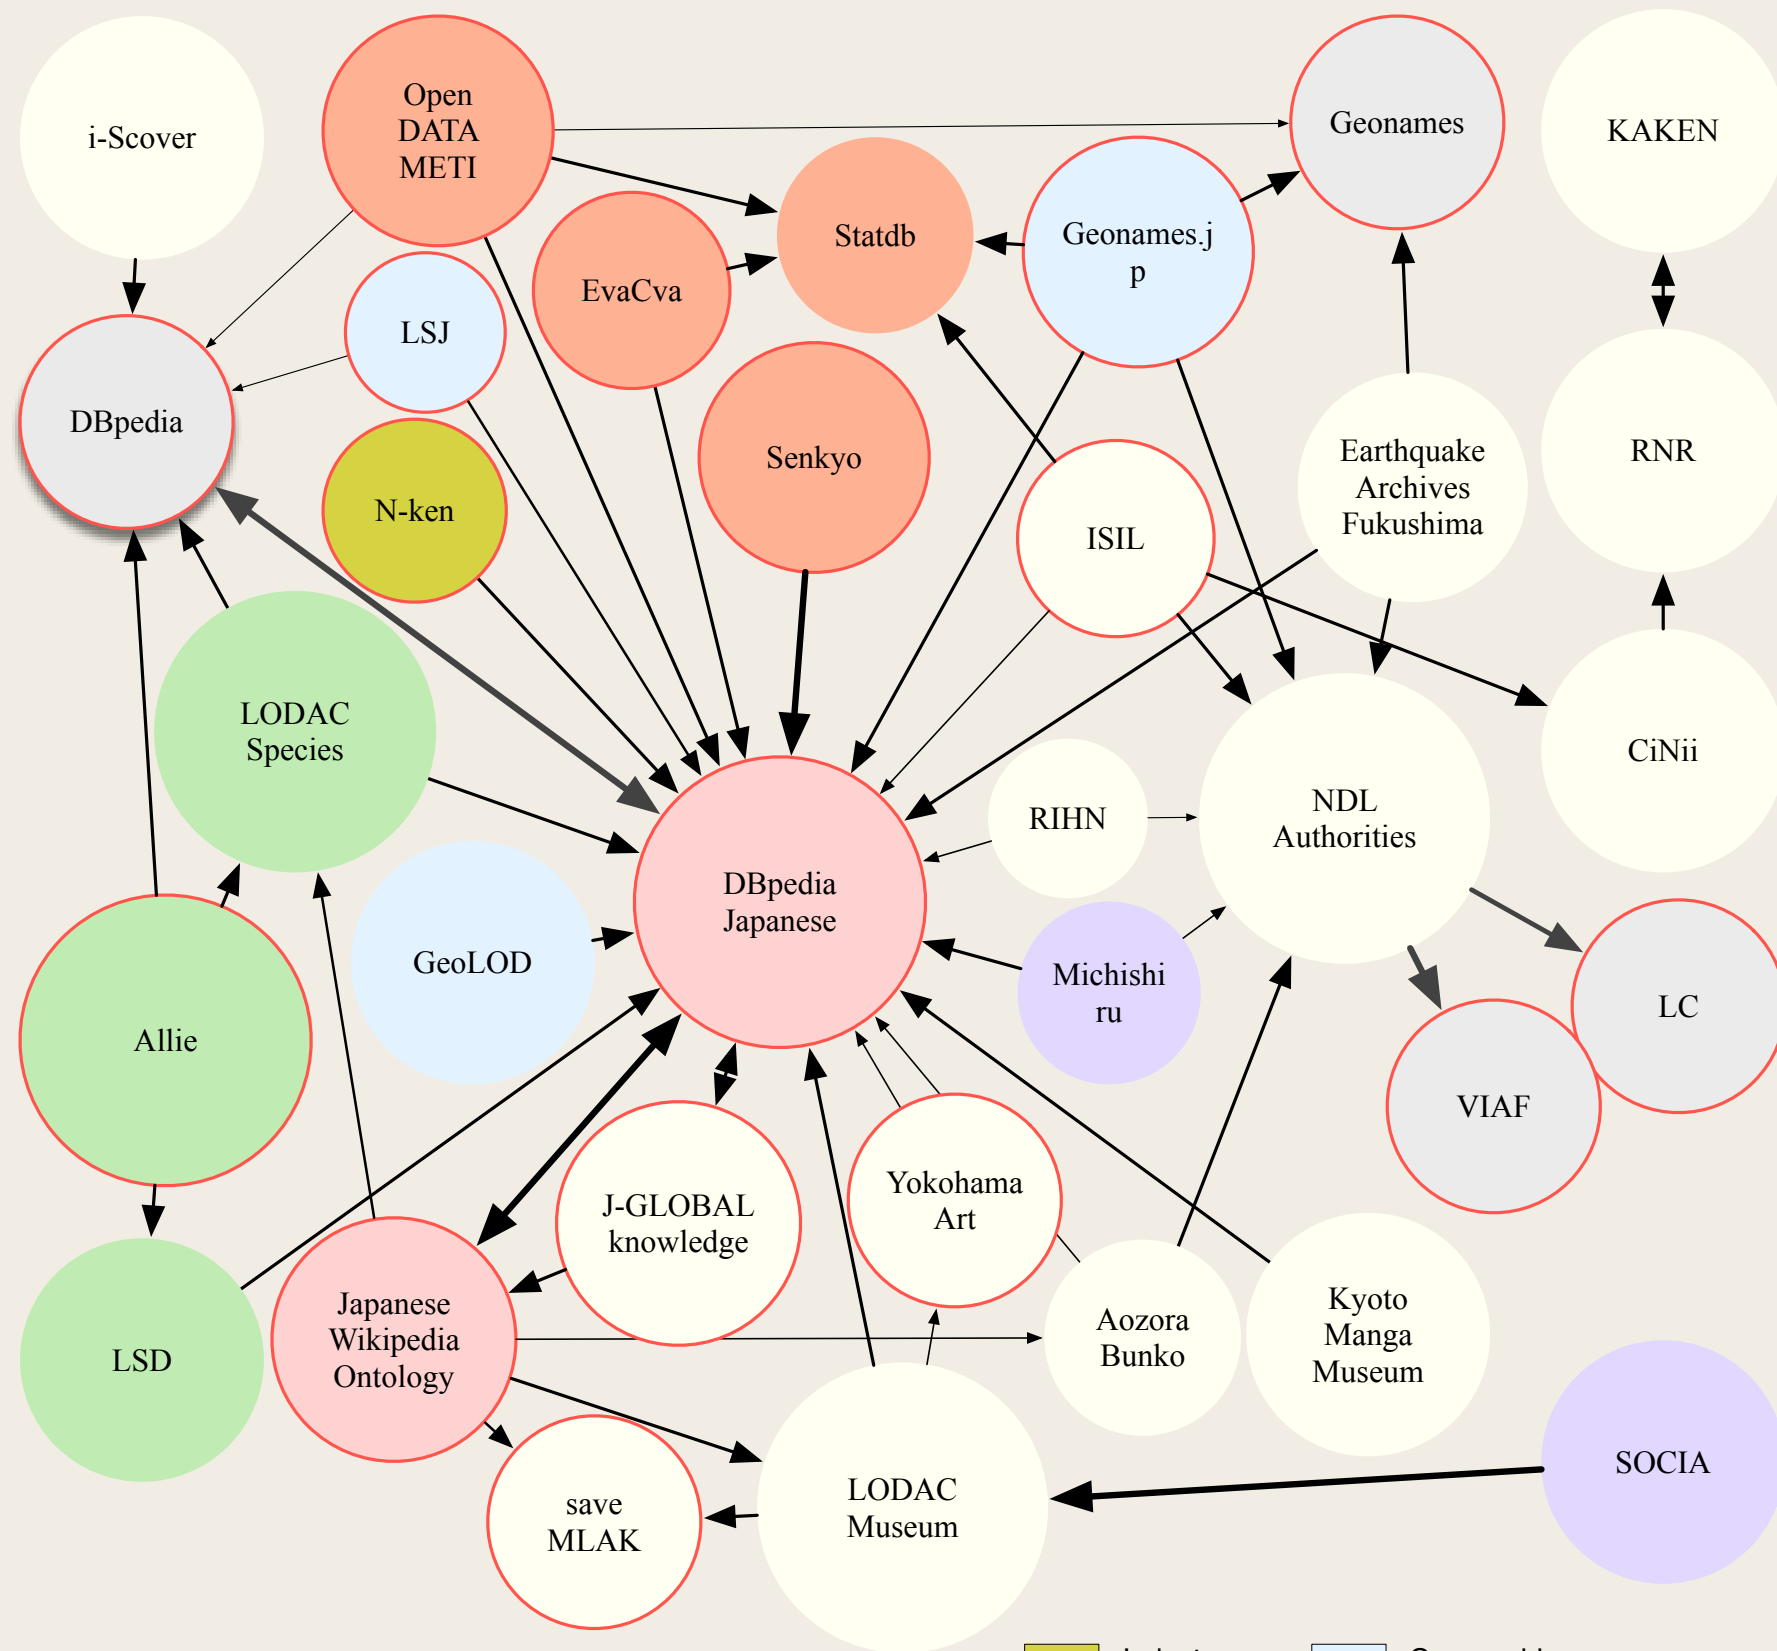 i-Scover
Open
DATA
METI
Geonames
KAKEN
Statdb
Geonames.j
p
EvaCva
LSJ
DBpedia
Senkyo
N-ken
ISIL
Earthquake
Archives
Fukushima
RNR
LODAC
Species
CiNii
RIHN
NDL
Authorities
DBpedia
Japanese
GeoLOD
Michishi
ru
LC
Allie
VIAF
J-GLOBAL
knowledge
Yokohama
Art
Japanese
Wikipedia
Ontology
LSD
Aozora
Bunko
Kyoto
Manga
Museum
SOCIA
save
MLAK
LODAC
Museum